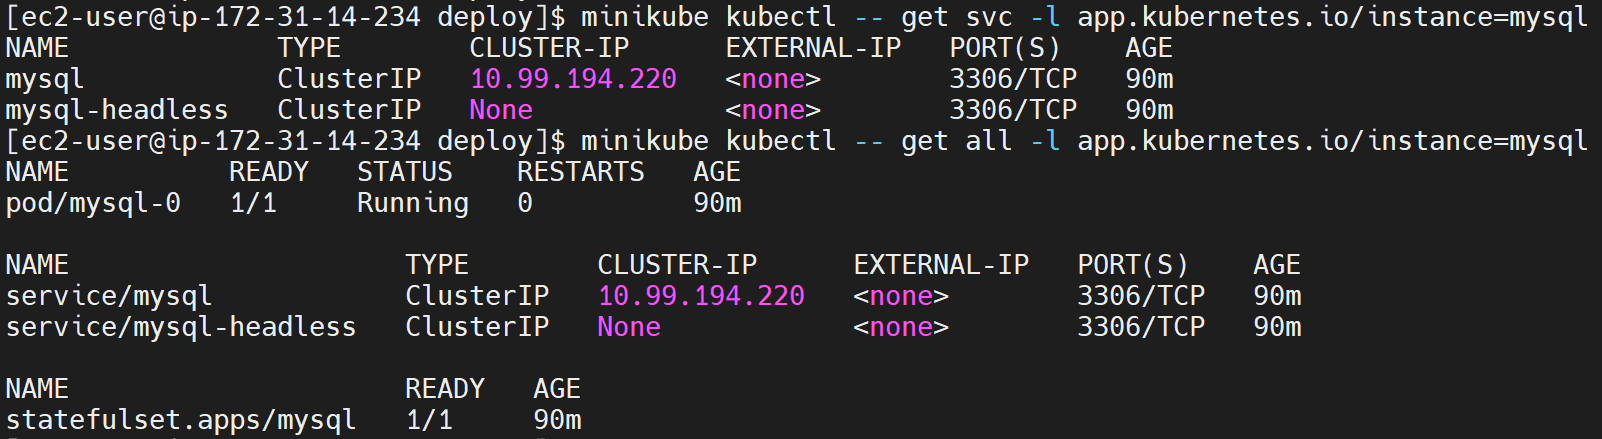 [ec2-user@ip-172-31-14-234 deploy]$ minikube kubectl -- get svc -l app.kubernetes.io/instance=mysql
NAME             TYPE        CLUSTER-IP      EXTERNAL-IP   PORT(S)    AGE
mysql            ClusterIP   10.99.194.220   <none>        3306/TCP   90m
mysql-headless   ClusterIP   None            <none>        3306/TCP   90m
[ec2-user@ip-172-31-14-234 deploy]$ minikube kubectl -- get all -l app.kubernetes.io/instance=mysql
NAME          READY   STATUS    RESTARTS   AGE
pod/mysql-0   1/1     Running   0          90m

NAME                     TYPE        CLUSTER-IP      EXTERNAL-IP   PORT(S)    AGE
service/mysql            ClusterIP   10.99.194.220   <none>        3306/TCP   90m
service/mysql-headless   ClusterIP   None            <none>        3306/TCP   90m

NAME                     READY   AGE
statefulset.apps/mysql   1/1     90m